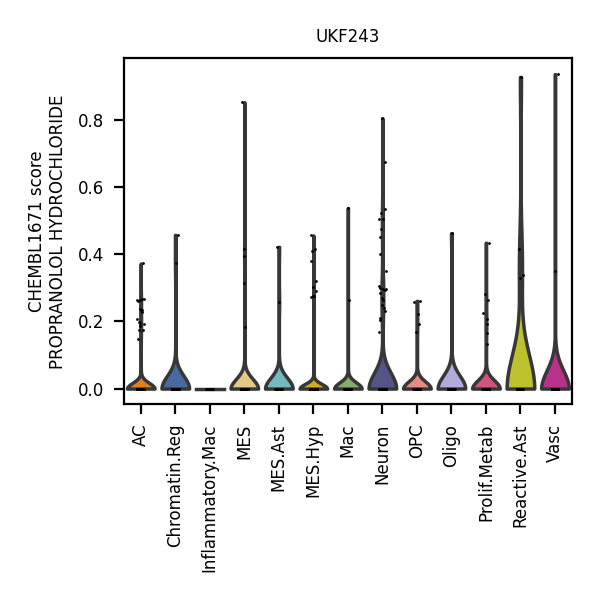 UKF243
CHEMBL1671 score
PROPRANOLOL HYDROCHLORIDE
0.8
0.6
0.4
0.2
0.0
AC
Chromatin.Reg
Inflammatory.Mac
MES
MES.Ast
MES.Hyp
Mac
Neuron
OPC
Oligo
Prolif.Metab
Reactive.Ast
Vasc